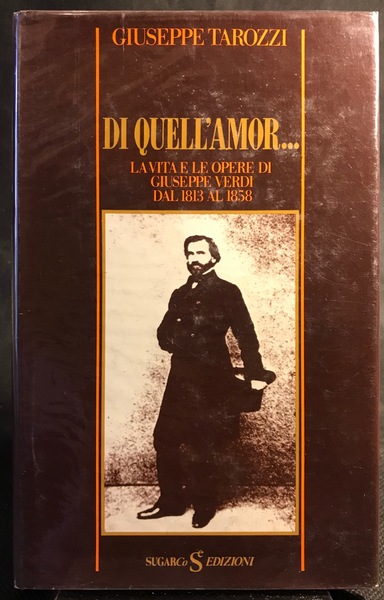 GIUSEPPE TAROZZI
DI QUELL'AMOR...
LA VITA E LE OPERE DI
GIUSEPPE VERDI
DAL 1813 AL 1858
SUGARCo EDIZIONI